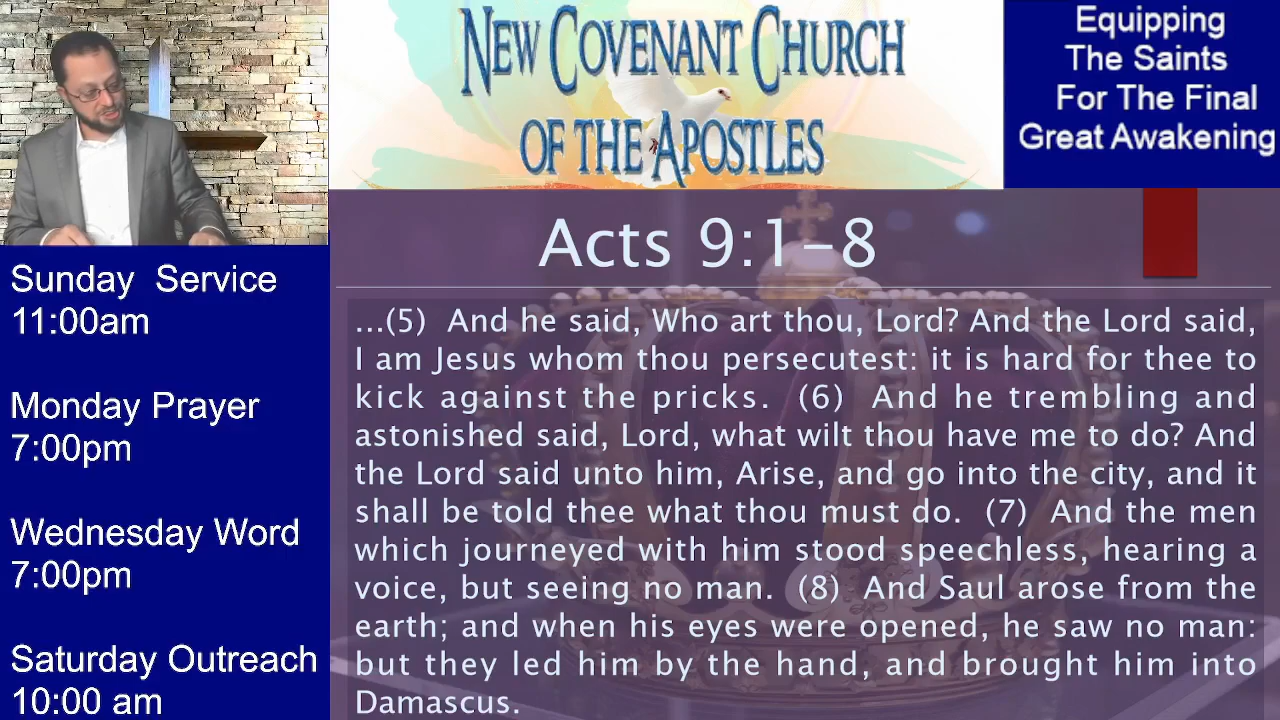 NEW COVENANT CHURCH
OF THE APOSTLES
Equipping
The Saints
For The Final
Great Awakening
Sunday Service
11:00am
Monday Prayer
7:00pm
Wednesday Word
7:00pm
Saturday Outreach
10:00 am
Acts 9:1-8
...(5) And he said, Who art thou, Lord? And the Lord said,
I am Jesus whom thou persecutest: it is hard for thee to
kick against the pricks. (6) And he trembling and
astonished said, Lord, what wilt thou have me to do? And
the Lord said unto him, Arise, and go into the city, and it
shall be told thee what thou must do. (7) And the men
which journeyed with him stood speechless, hearing a
voice, but seeing no man. (8) And Saul arose from the
earth; and when his eyes were opened, he saw no man:
but they led him by the hand, and brought him into
Damascus.